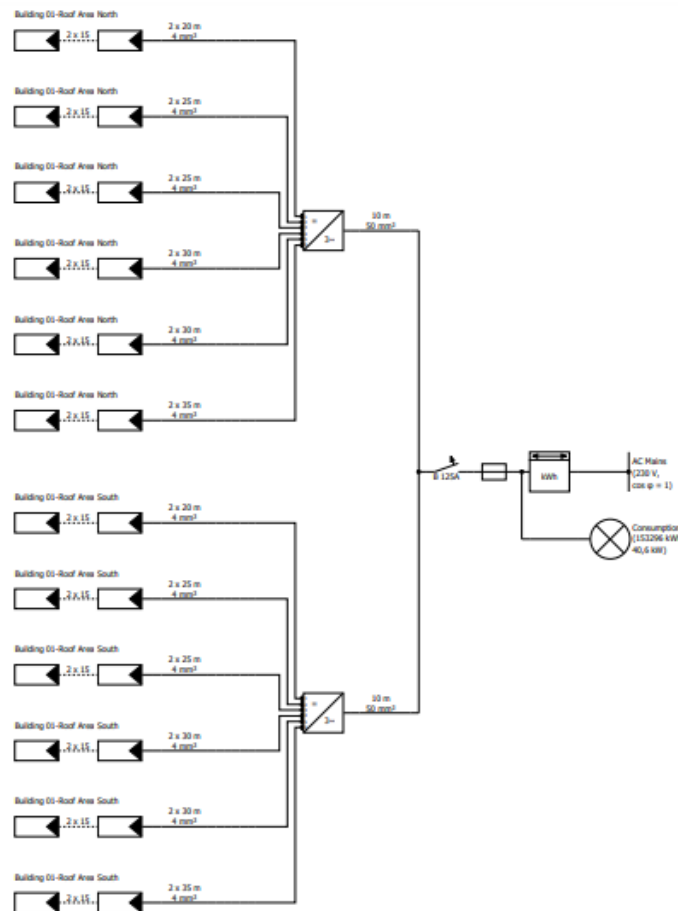 Building 01-Roof Area North
2 x 15
2 x 20 m
4 mm²
Building 01-Roof Area North
2 x 15
2 x 25 m
4 mm²
Building 01-Roof Area North
2 x 15
2 x 25 m
4 mm²
=
3~
10 m
50 mm²
Building 01-Roof Area North
2 x 15
2 x 30 m
4 mm²
Building 01-Roof Area North
2 x 15
2 x 30 m
4 mm²
Building 01-Roof Area North
2 x 15
2 x 35 m
4 mm²
B 125A
kWh
AC Mains
(230 V,
cos φ = 1)
Consumption
(153296 kW
40,6 kW)
Building 01-Roof Area South
2 x 15
2 x 20 m
4 mm²
Building 01-Roof Area South
2 x 15
2 x 25 m
4 mm²
Building 01-Roof Area South
2 x 15
2 x 25 m
4 mm²
=
3~
10 m
50 mm²
Building 01-Roof Area South
2 x 15
2 x 30 m
4 mm²
Building 01-Roof Area South
2 x 15
2 x 30 m
4 mm²
Building 01-Roof Area South
2 x 15
2 x 35 m
4 mm²